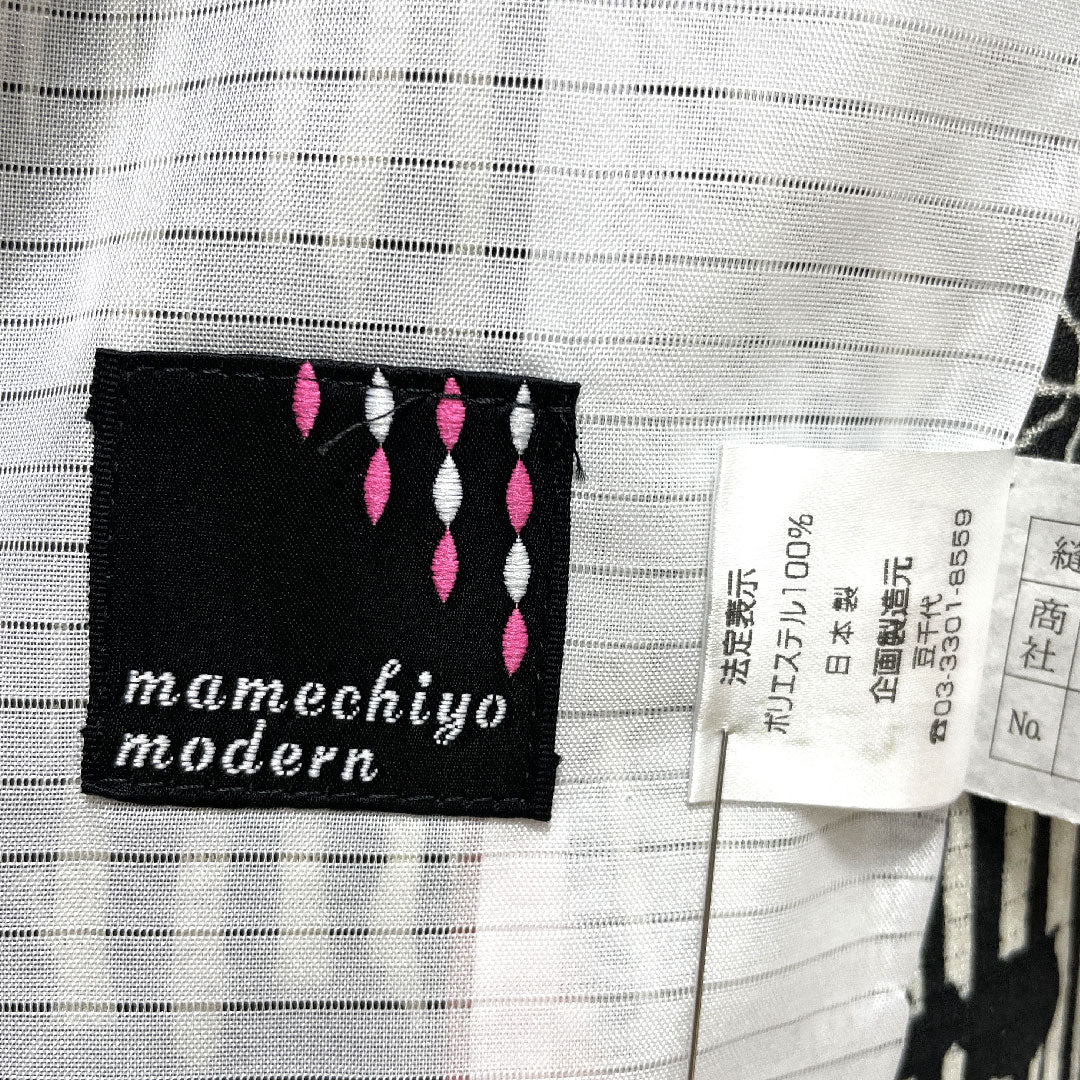 mamechiyo
modern
法定表示
ポリエステル100%
日本製
企画製造元
豆千代
☎03-3301-8559
縫
商社
No.